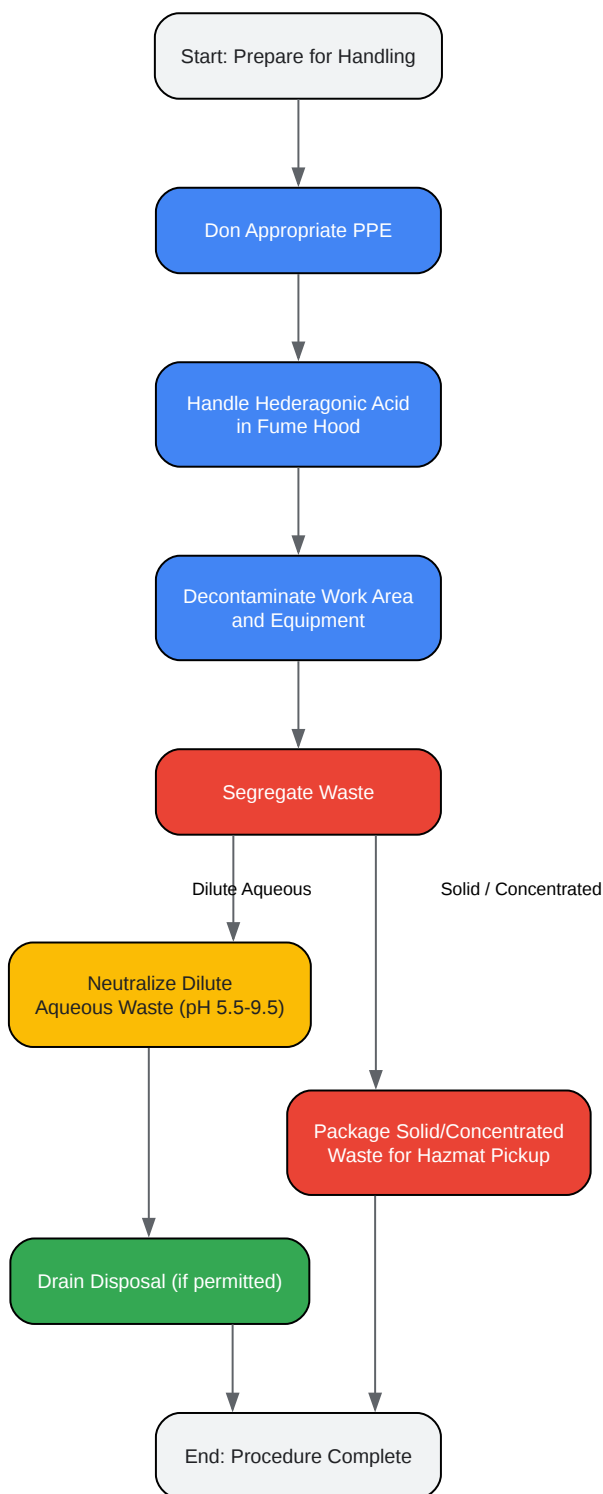 Start: Prepare for Handling
Don Appropriate PPE
Handle Hederagonic Acid
in Fume Hood
Decontaminate Work Area
and Equipment
Segregate Waste
Dilute Aqueous
Solid / Concentrated
Neutralize Dilute
Aqueous Waste (pH 5.5-9.5)
Package Solid/Concentrated
Waste for Hazmat Pickup
Drain Disposal (if permitted)
End: Procedure Complete